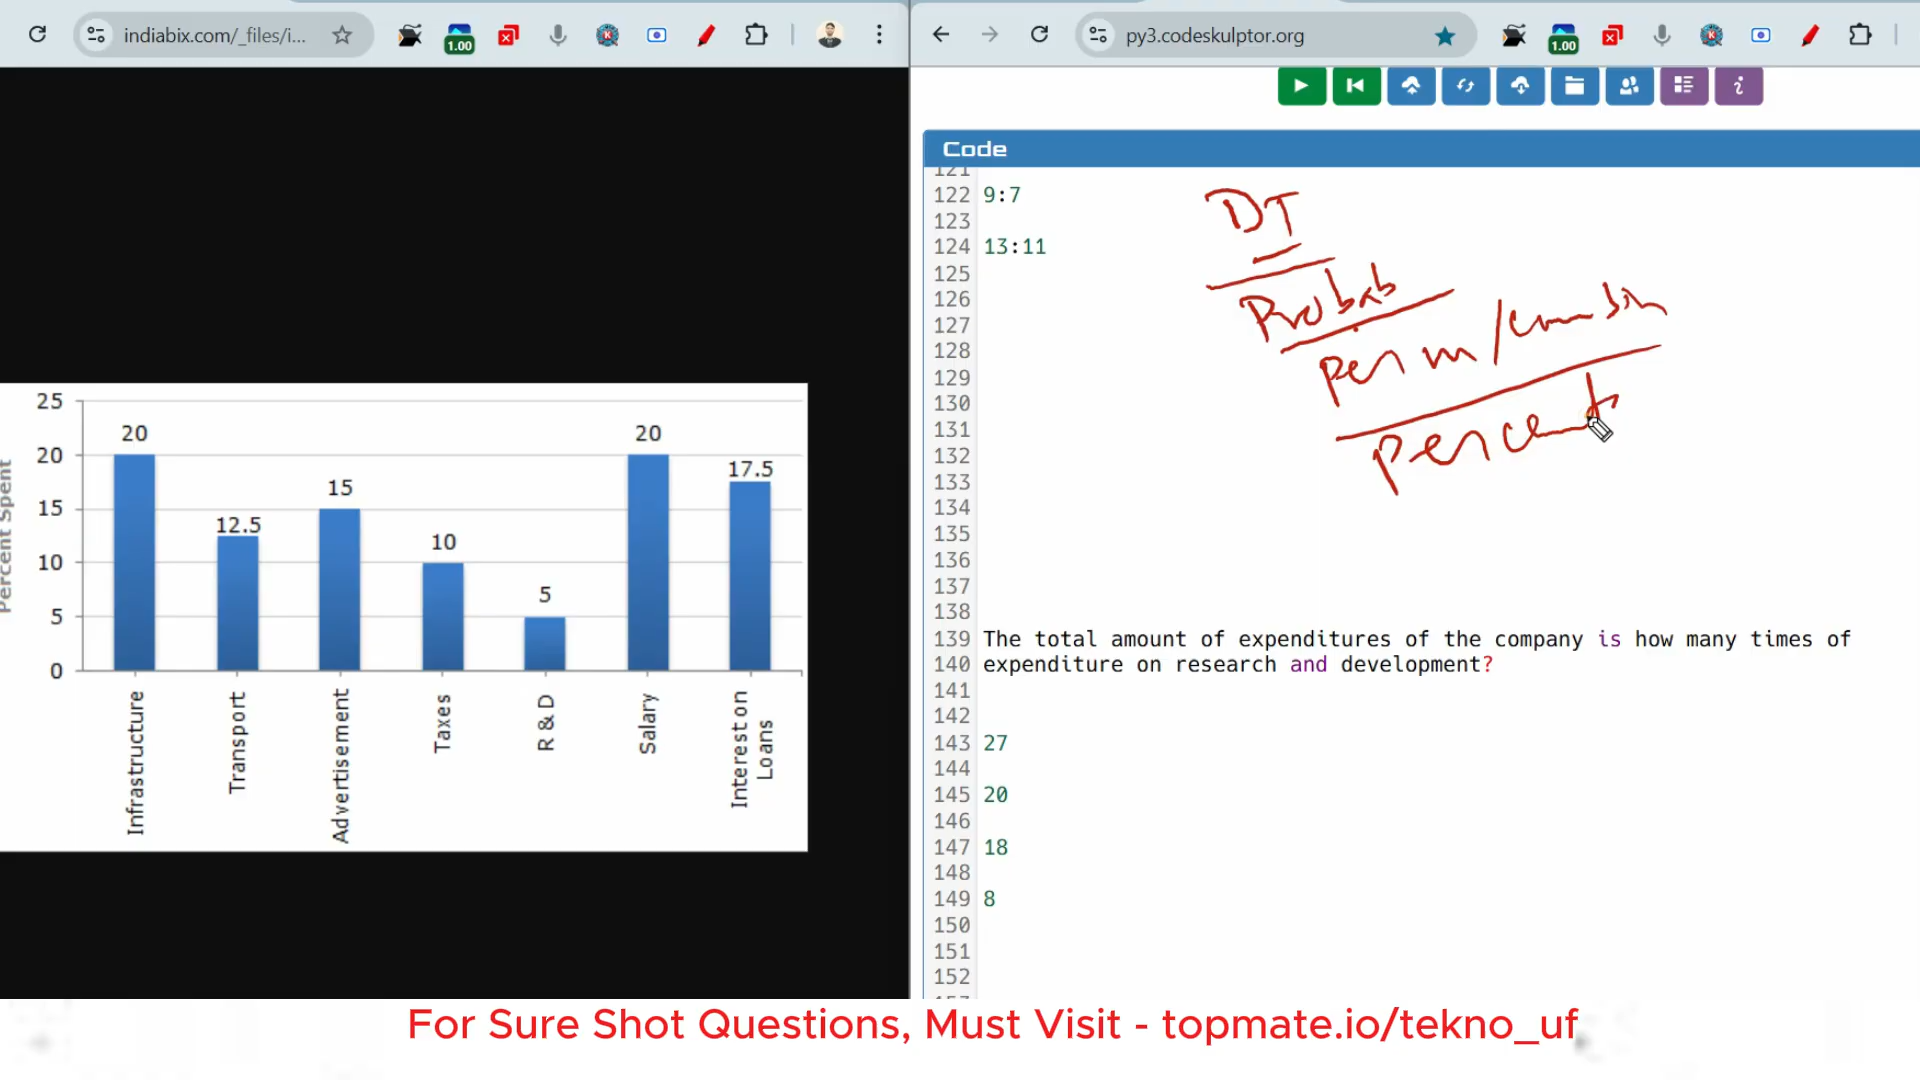 indiabix.com/_files/i...
1.00
py3.codeskulptor.org
1.00
Code
121
122 9:7
123
124 13:11
125
126
127
128
129
130
131
132
133
134
135
136
137
138
139 The total amount of expenditures of the company is how many times of
140 expenditure on research and development?
141
142
143 27
144
145 20
146
147 18
148
149 8
150
151
152
DT
Probab
perm/combin
percent
Percent Spent
25
20
15
10
5
0
20
12.5
15
10
5
20
17.5
Infrastructure
Transport
Advertisement
Taxes
R & D
Salary
Interest on
Loans
For Sure Shot Questions, Must Visit - topmate.io/tekno_uf